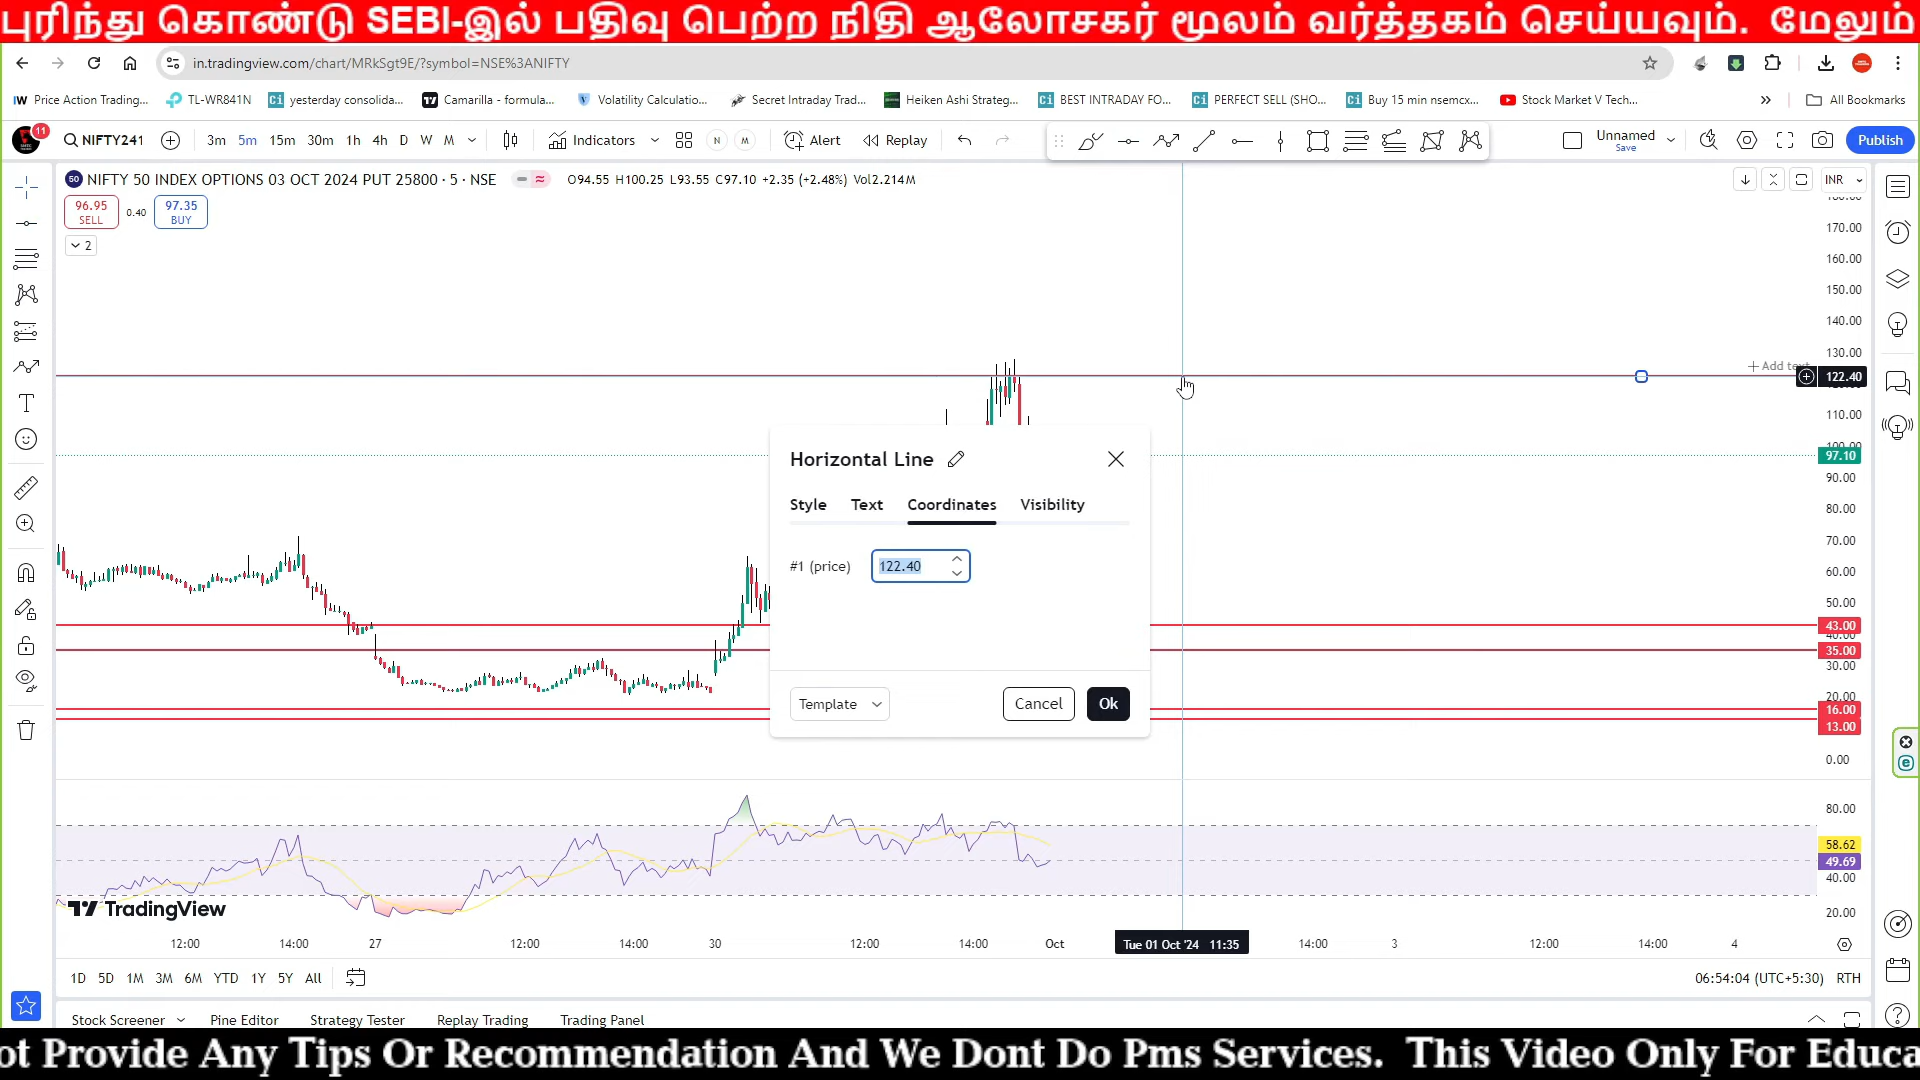 புரிந்து கொண்டு SEBI-இல் பதிவு பெற்ற நிதி ஆலோசகர் மூலம் வர்த்தகம் செய்யவும். மேலும்
in.tradingview.com/chart/MRkSgt9E/?symbol=NSE%3ANIFTY
Price Action Trading... TL-WR841N yesterday consolida... Camarilla - formula... Volatility Calculatio... Secret Intraday Trad... Heiken Ashi Strateg... BEST INTRADAY FO... PERFECT SELL (SHO... Buy 15 min nsemcx... Stock Market V Tech... » All Bookmarks
11 NIFTY241 3m 5m 15m 30m 1h 4h D W M Indicators N M Alert Replay Unnamed Save Publish
50 NIFTY 50 INDEX OPTIONS 03 OCT 2024 PUT 25800 · 5 · NSE O94.55 H100.25 L93.55 C97.10 +2.35 (+2.48%) Vol2.214M INR
96.95 SELL 0.40 97.35 BUY
2
170.00
160.00
150.00
140.00
130.00
+ Add text
122.40
110.00
100.00
97.10
90.00
80.00
70.00
60.00
50.00
43.00
40.00
35.00
30.00
20.00
16.00
13.00
0.00
Horizontal Line
Style Text Coordinates Visibility
#1 (price) 122.40
Template Cancel Ok
80.00
58.62
49.69
40.00
20.00
TradingView
12:00 14:00 27 12:00 14:00 30 12:00 14:00 Oct Tue 01 Oct '24 11:35 14:00 3 12:00 14:00 4
1D 5D 1M 3M 6M YTD 1Y 5Y All 06:54:04 (UTC+5:30) RTH
Stock Screener Pine Editor Strategy Tester Replay Trading Trading Panel
ot Provide Any Tips Or Recommendation And We Dont Do Pms Services. This Video Only For Educa